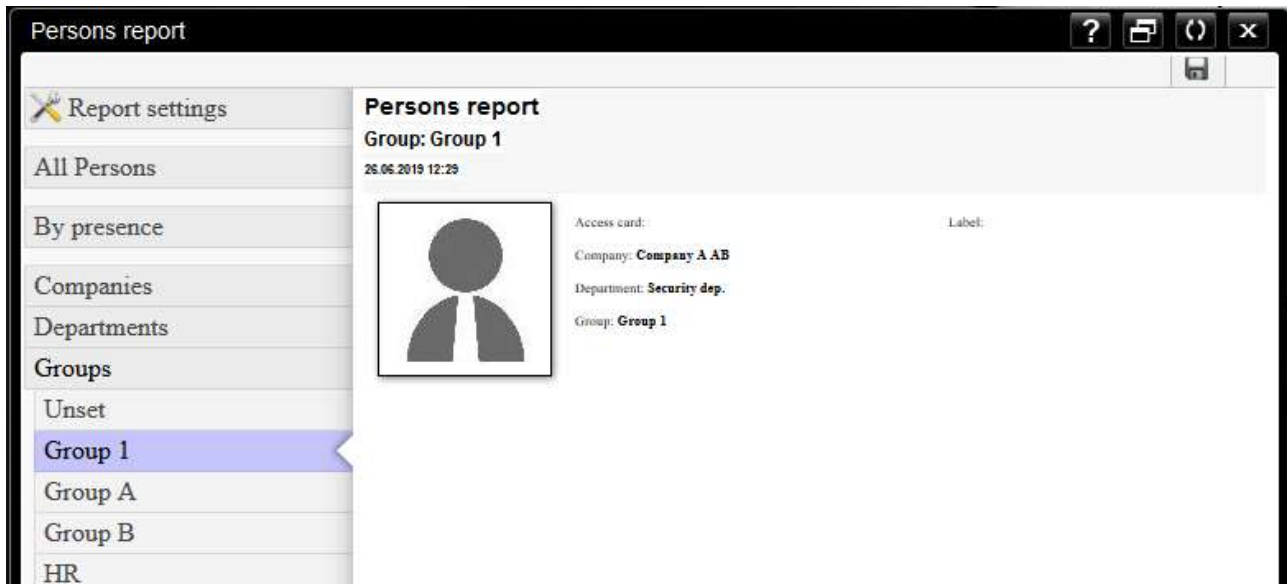 Persons report
?
Report settings
All Persons
By presence
Companies
Departments
Groups
Unset
Group 1
Group A
Group B
HR
Persons report
Group: Group 1
26.06.2019 12:29
Access card: Label:
Company: Company A AB
Department: Security dep.
Group: Group 1